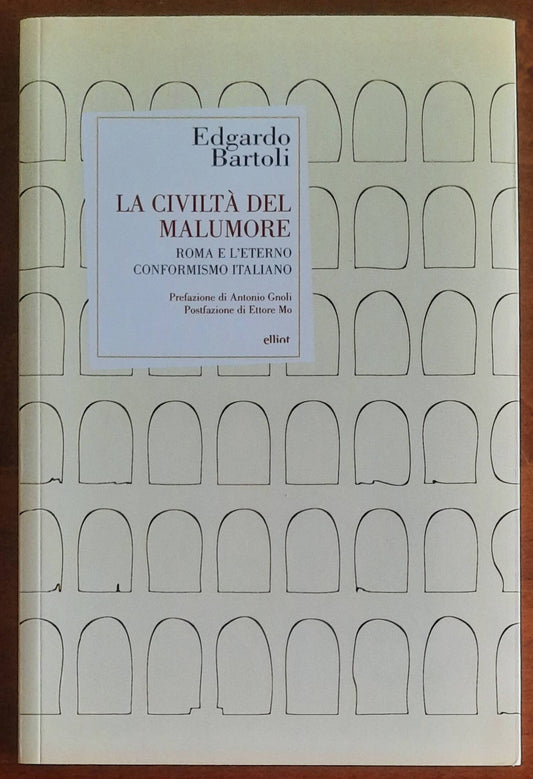 Edgardo
Bartoli
LA CIVILTÀ DEL
MALUMORE
ROMA E L'ETERNO
CONFORMISMO ITALIANO
Prefazione di Antonio Gnoli
Postfazione di Ettore Mo
elliot